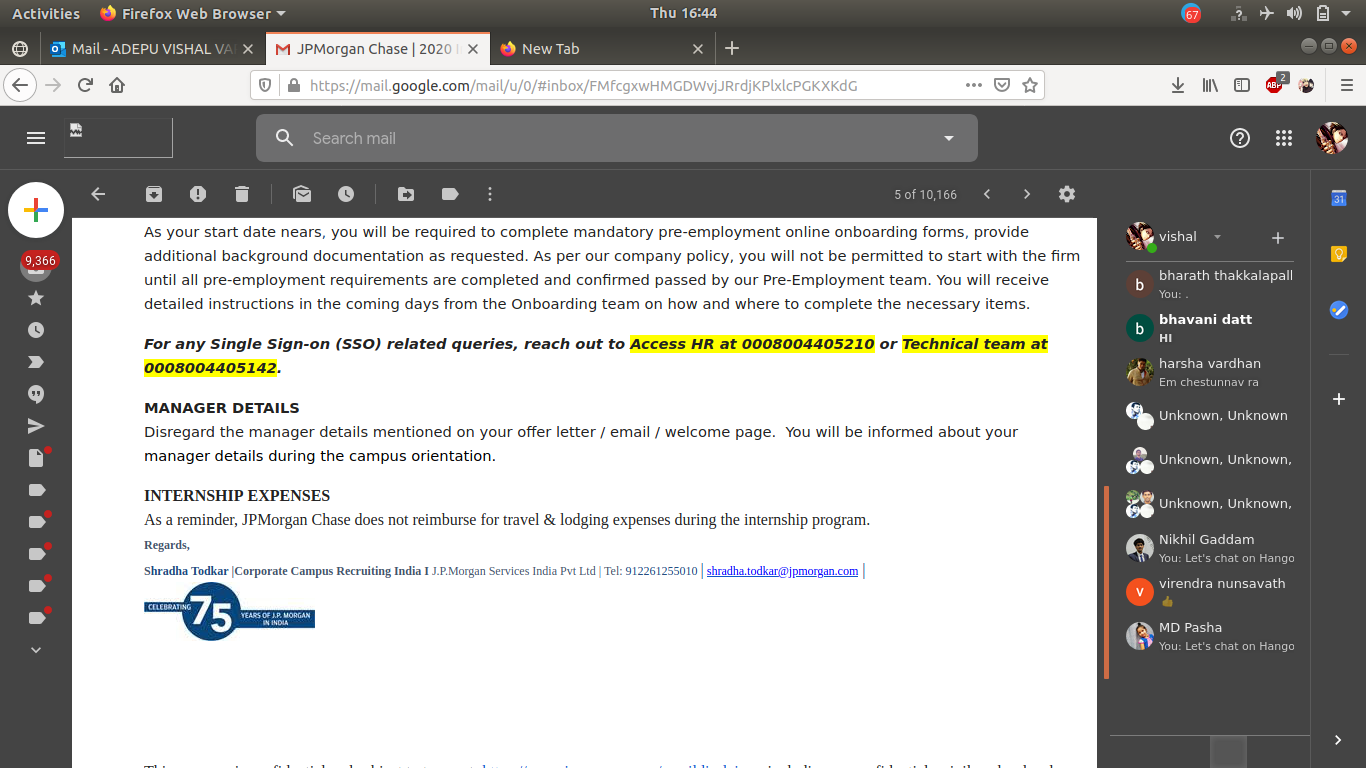 Activities Firefox Web Browser Thu 16:44 67
Mail - ADEPU VISHAL VA JPMorgan Chase | 2020 New Tab
https://mail.google.com/mail/u/0/#inbox/FMfcgxwHMGDWvjJRrdjKPlxlcPGKXKdG ABP 2
Search mail
5 of 10,166
31
9,366
As your start date nears, you will be required to complete mandatory pre-employment online onboarding forms, provide
additional background documentation as requested. As per our company policy, you will not be permitted to start with the firm
until all pre-employment requirements are completed and confirmed passed by our Pre-Employment team. You will receive
detailed instructions in the coming days from the Onboarding team on how and where to complete the necessary items.
For any Single Sign-on (SSO) related queries, reach out to Access HR at 0008004405210 or Technical team at
0008004405142.
MANAGER DETAILS
Disregard the manager details mentioned on your offer letter / email / welcome page. You will be informed about your
manager details during the campus orientation.
INTERNSHIP EXPENSES
As a reminder, JPMorgan Chase does not reimburse for travel & lodging expenses during the internship program.
Regards,
Shradha Todkar |Corporate Campus Recruiting India I J.P.Morgan Services India Pvt Ltd | Tel: 912261255010 | shradha.todkar@jpmorgan.com |
CELEBRATING 75 YEARS OF J.P. MORGAN
IN INDIA
vishal
b bharath thakkalapall
You: .
b bhavani datt
HI
harsha vardhan
Em chestunnav ra
Unknown, Unknown
Unknown, Unknown,
Unknown, Unknown,
Nikhil Gaddam
You: Let's chat on Hango
v virendra nunsavath
MD Pasha
You: Let's chat on Hango